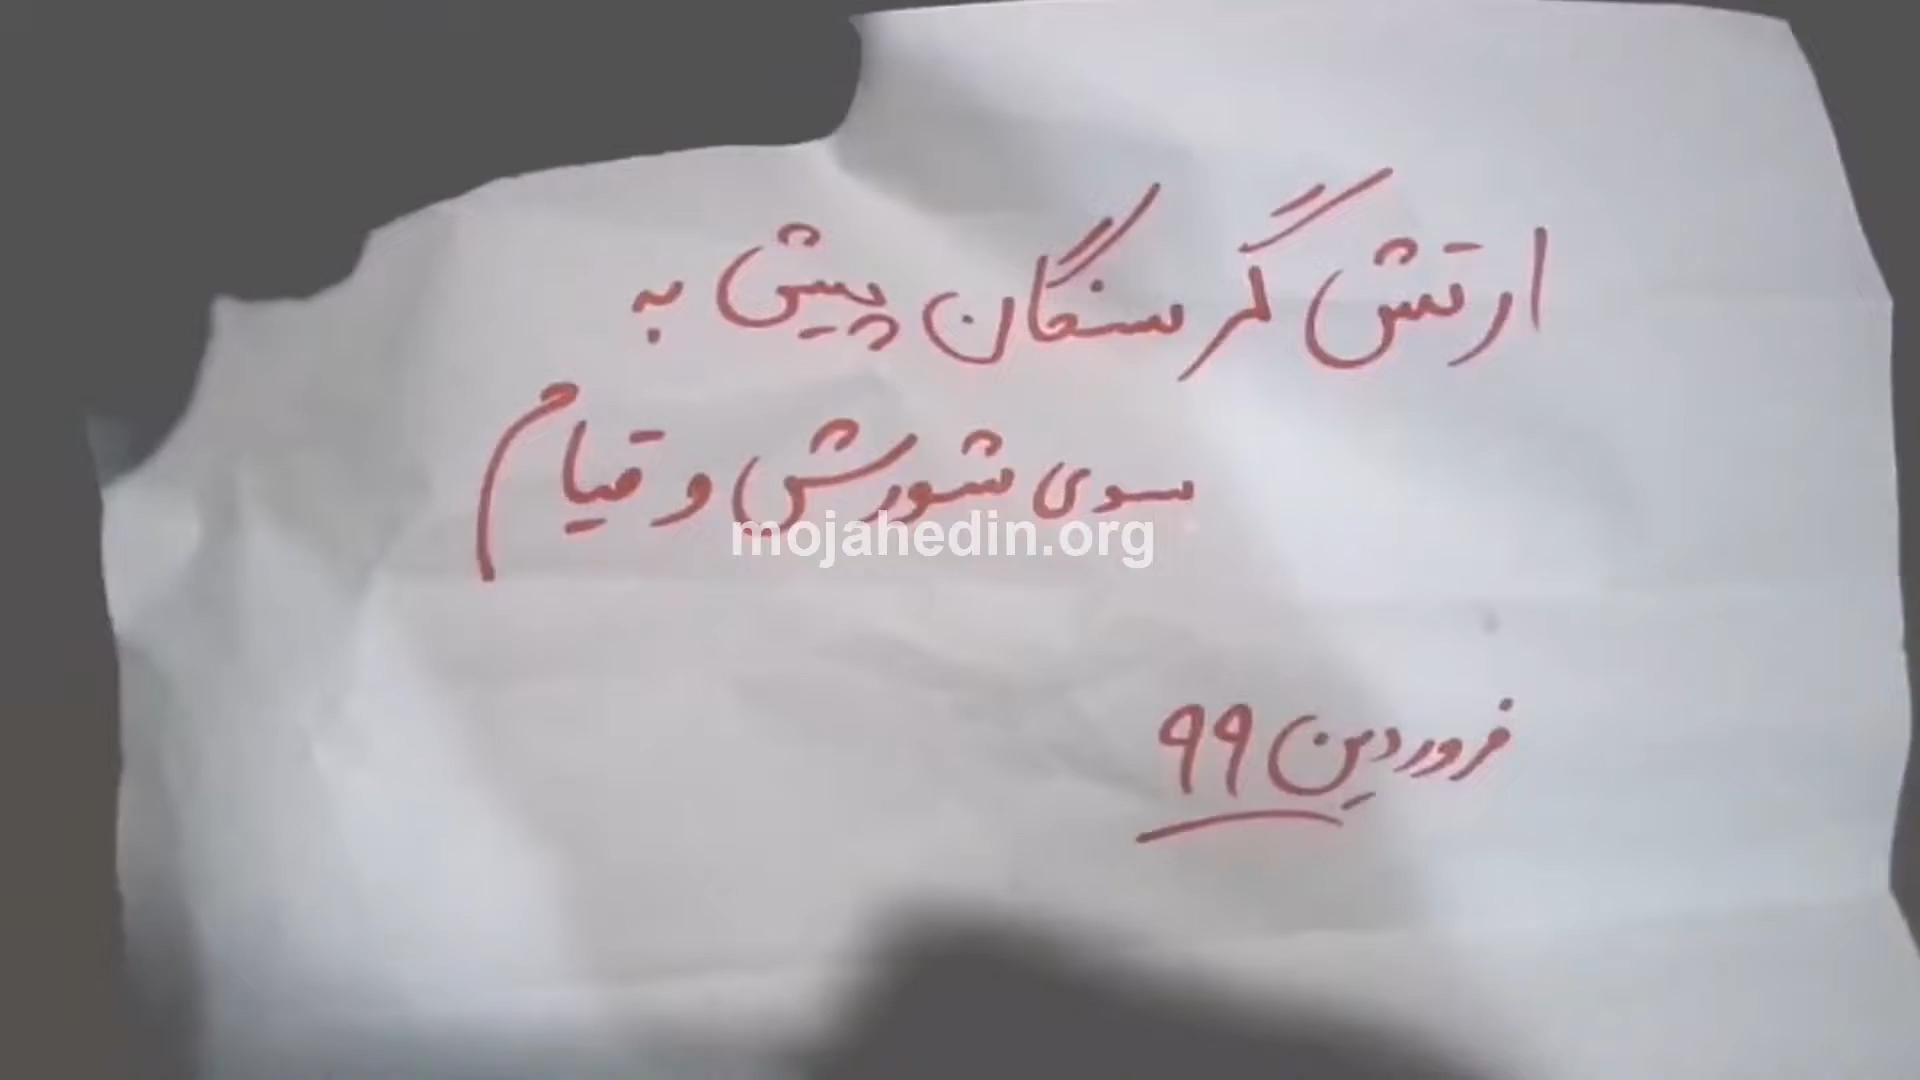 ارتش گرسنگان پیش به
سوی شورش و قیام
mojahedin.org
فروردین ۹۹